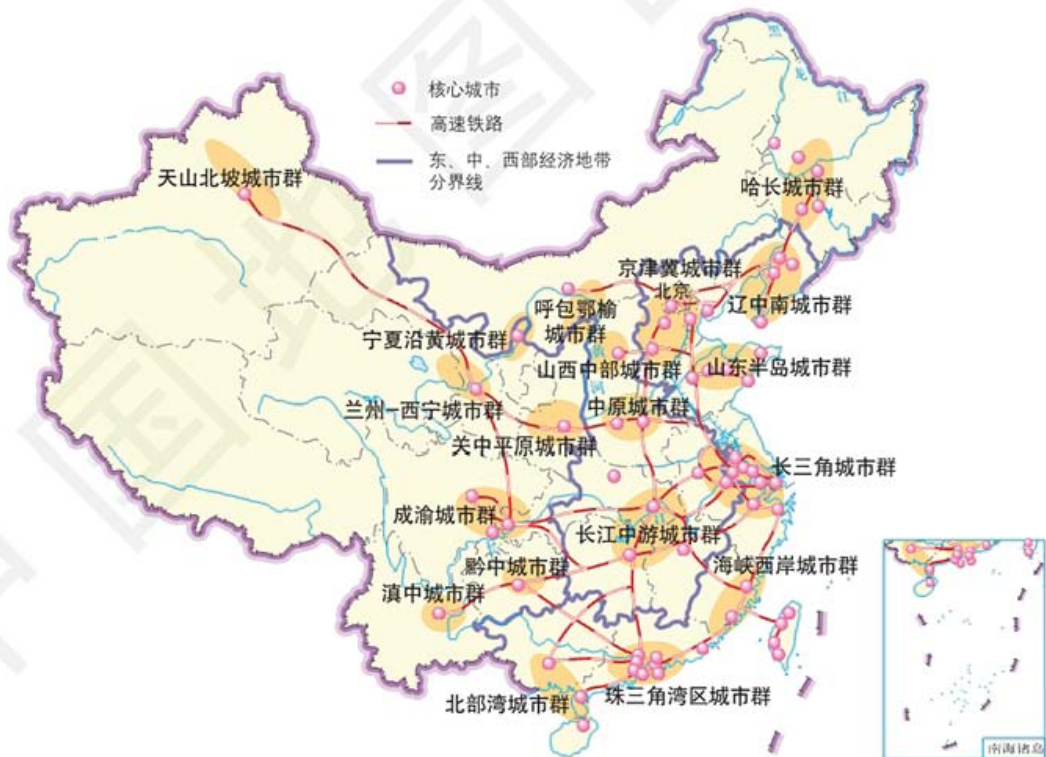 核心城市
高速铁路
东、中、西部经济地带
分界线
黑
龙
江
天山北坡城市群
哈长城市群
京津冀城市群
北京
辽中南城市群
呼包鄂榆
城市群
宁夏沿黄城市群
黄
河
山西中部城市群
山东半岛城市群
兰州-西宁城市群
中原城市群
关中平原城市群
长三角城市群
成渝城市群
长江中游城市群
黔中城市群
海峡西岸城市群
滇中城市群
北部湾城市群
珠三角湾区城市群
南海诸岛